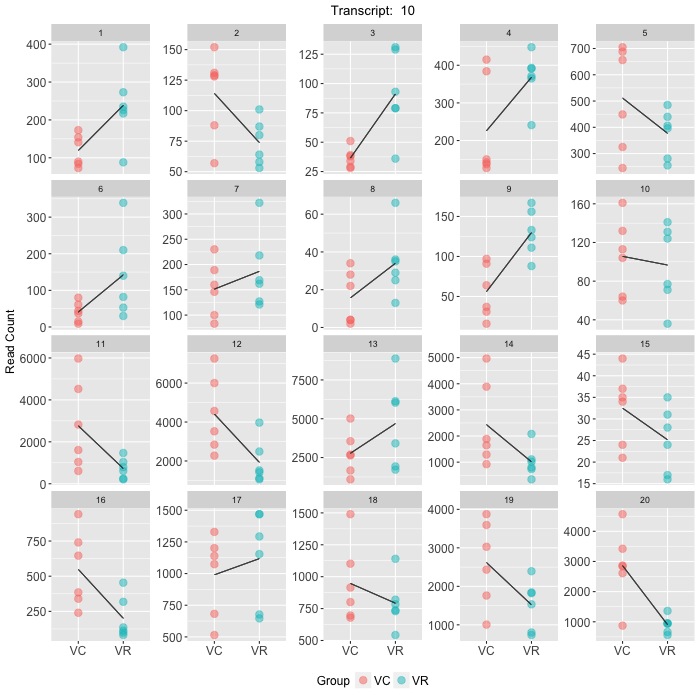 Transcript: 10
1 2 3 4 5
400 300 200 100
150 125 100 75 50
125 100 75 50 25
400 300 200
700 600 500 400 300
6 7 8 9 10
300 200 100 0
300 250 200 150 100
60 40 20 0
150 100 50
160 120 80 40
Read Count
11 12 13 14 15
6000 4000 2000 0
6000 4000 2000
7500 5000 2500
5000 4000 3000 2000 1000
45 40 35 30 25 20 15
16 17 18 19 20
750 500 250
1500 1250 1000 750 500
1500 1250 1000 750 500
4000 3000 2000 1000
4000 3000 2000 1000
VC VR VC VR VC VR VC VR VC VR
Group VC VR